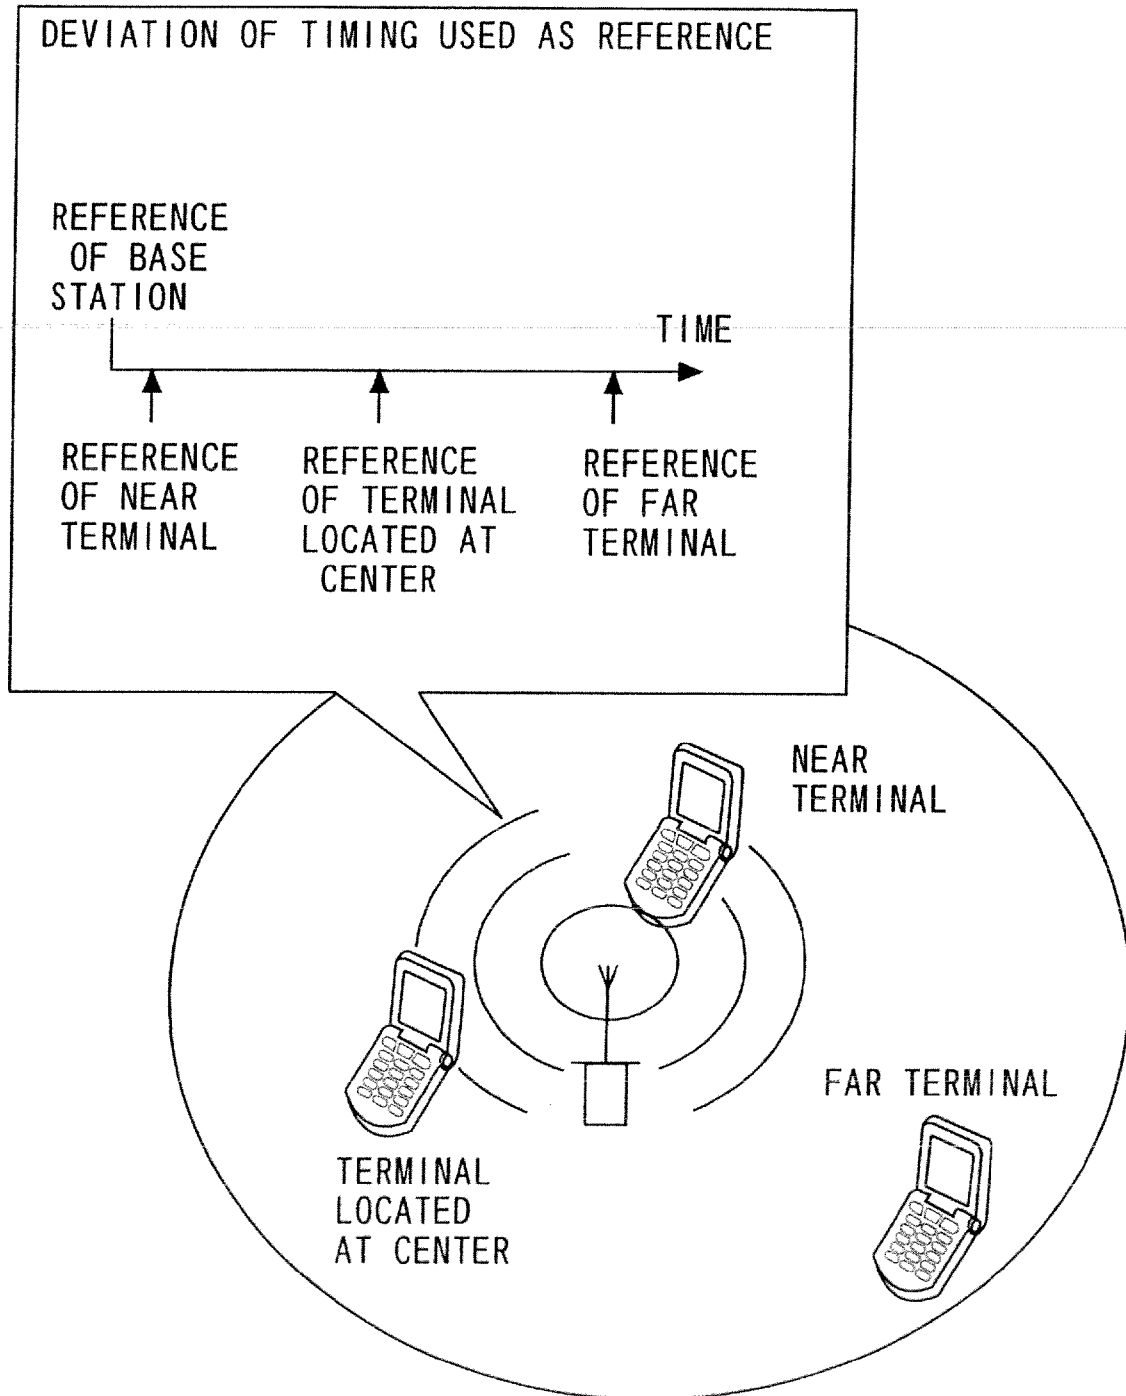 DEVIATION OF TIMING USED AS REFERENCE
REFERENCE
OF BASE
STATION
TIME
REFERENCE
OF NEAR
TERMINAL
REFERENCE
OF TERMINAL
LOCATED AT
CENTER
REFERENCE
OF FAR
TERMINAL
NEAR
TERMINAL
FAR TERMINAL
TERMINAL
LOCATED
AT CENTER